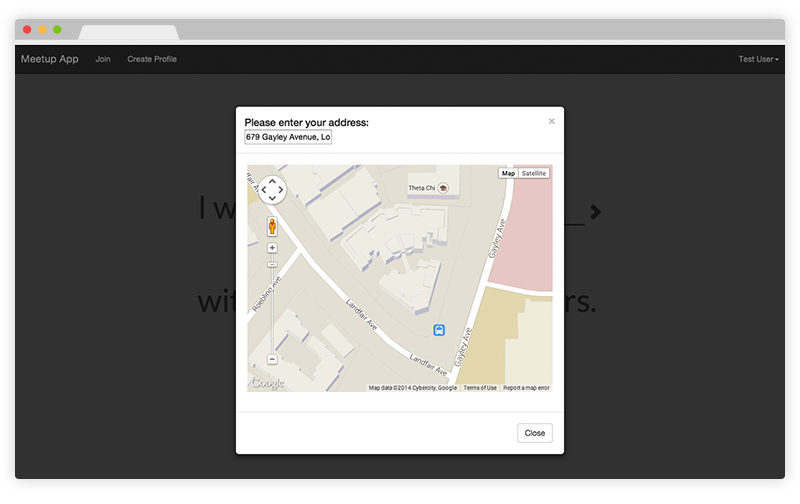 Meetup App Join Create Profile Test User
Please enter your address:
×
679 Gayley Avenue, Lo
Map Satellite
Theta Chi
Gayley Ave
I w
Roebling Ave
Landfair Ave
wit
rs.
Gayley Ave
Landfair Ave
Google
Map data ©2014 Cybercity, Google Terms of Use Report a map error
Close